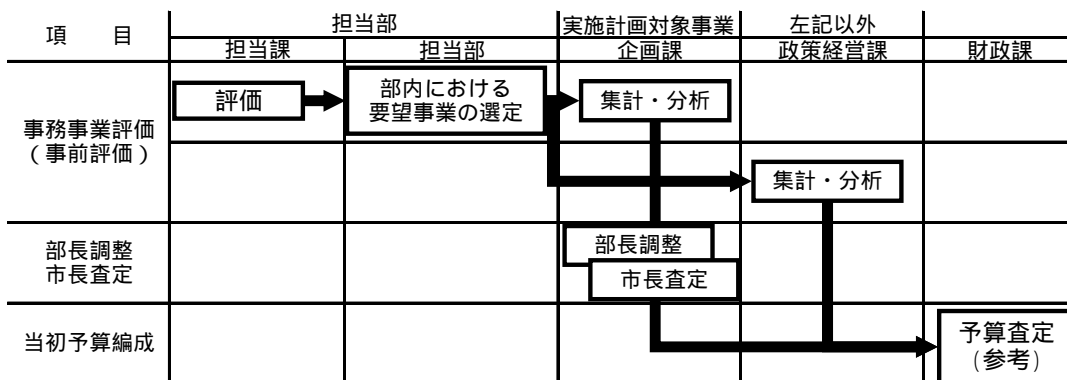 項　　目
担当部
実施計画対象事業
左記以外
担当課
担当部
企画課
政策経営課
財政課
事務事業評価
（事前評価）
評価
部内における
要望事業の選定
集計・分析
集計・分析
部長調整
市長査定
部長調整
市長査定
当初予算編成
予算査定
（参考）